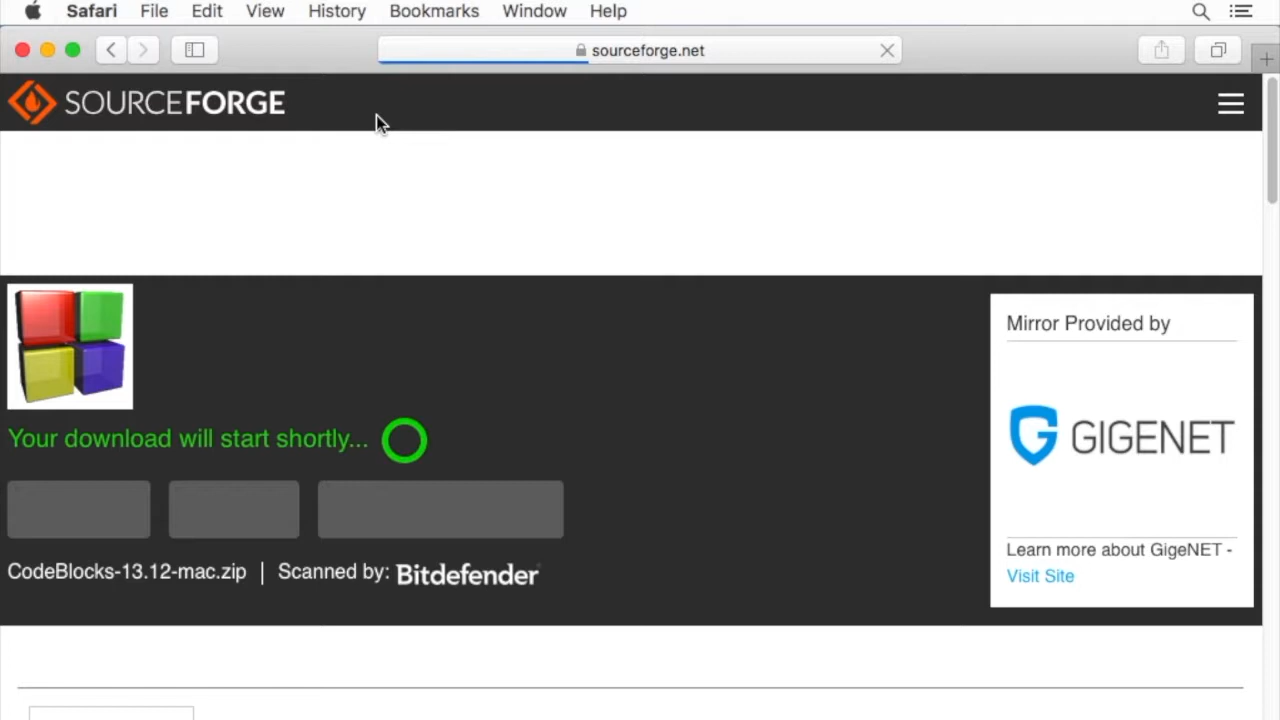 Safari File Edit View History Bookmarks Window Help
sourceforge.net
SOURCEFORGE
Mirror Provided by
GIGENET
Your download will start shortly...
Learn more about GigeNET -
Visit Site
CodeBlocks-13.12-mac.zip | Scanned by: Bitdefender